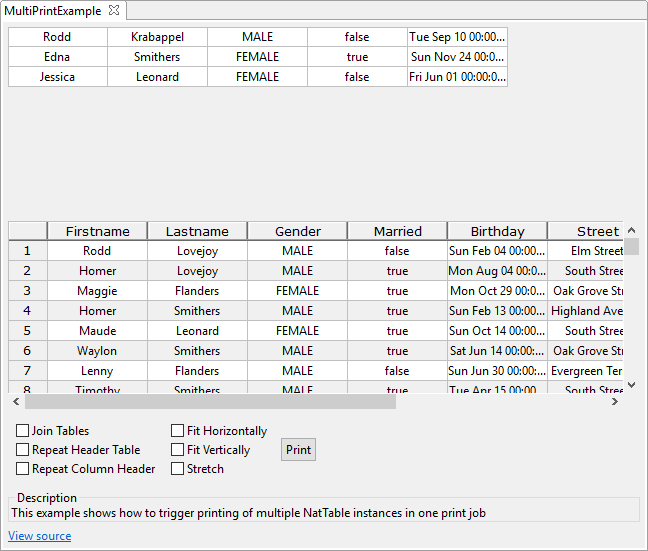 MultiPrintExample
Rodd Krabappel MALE false Tue Sep 10 00:00...
Edna Smithers FEMALE true Sun Nov 24 00:0...
Jessica Leonard FEMALE false Fri Jun 01 00:00:...
Firstname Lastname Gender Married Birthday Street
1 Rodd Lovejoy MALE false Sun Feb 04 00:00... Elm Street
2 Homer Lovejoy MALE true Mon Aug 04 00:0... South Street
3 Maggie Flanders FEMALE true Mon Oct 29 00:0... Oak Grove Str
4 Homer Smithers MALE true Sun Feb 13 00:00... Highland Ave
5 Maude Leonard FEMALE true Sun Oct 14 00:0... South Street
6 Waylon Smithers MALE true Sat Jun 14 00:00:... Oak Grove Str
7 Lenny Flanders MALE false Sun Jun 30 00:00... Evergreen Ter
8 Timothy Smithers MALE true Tue Apr 15 00:00... South Street
Join Tables Fit Horizontally
Repeat Header Table Fit Vertically Print
Repeat Column Header Stretch
Description
This example shows how to trigger printing of multiple NatTable instances in one print job
View source